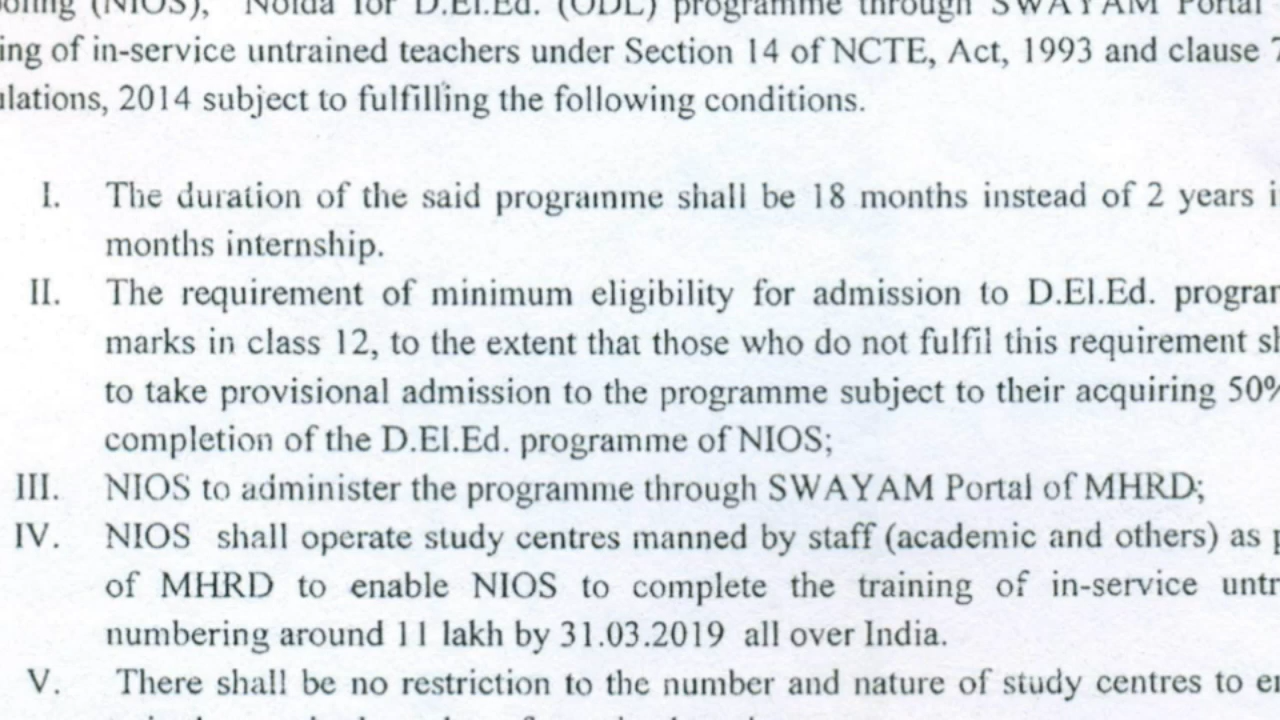 (NIOS), Noida for D.El.Ed. (ODL) programme through SWAYAM Portal
ing of in-service untrained teachers under Section 14 of NCTE, Act, 1993 and clause 7
lations, 2014 subject to fulfilling the following conditions.
I. The duration of the said programme shall be 18 months instead of 2 years i
months internship.
II. The requirement of minimum eligibility for admission to D.El.Ed. program
marks in class 12, to the extent that those who do not fulfil this requirement sh
to take provisional admission to the programme subject to their acquiring 50%
completion of the D.El.Ed. programme of NIOS;
III. NIOS to administer the programme through SWAYAM Portal of MHRD;
IV. NIOS shall operate study centres manned by staff (academic and others) as p
of MHRD to enable NIOS to complete the training of in-service untr
numbering around 11 lakh by 31.03.2019 all over India.
V. There shall be no restriction to the number and nature of study centres to en